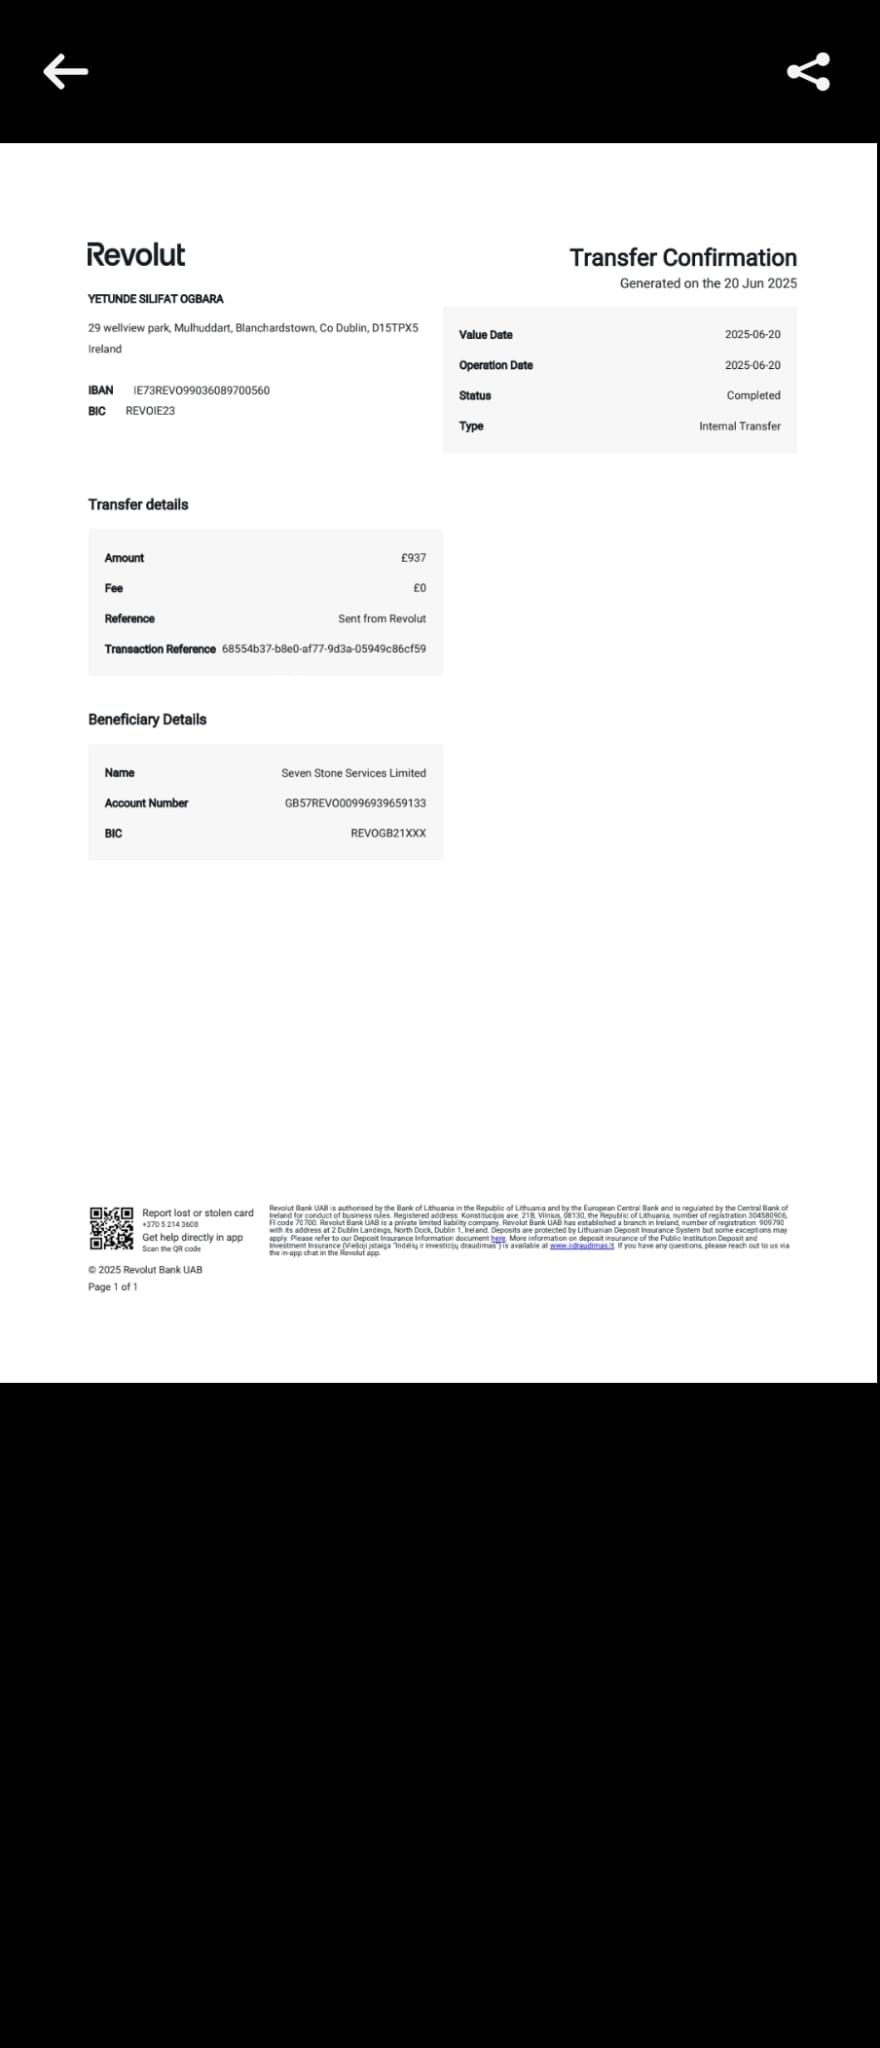 Revolut
Transfer Confirmation
Generated on the 20 Jun 2025
YETUNDE SILIFAT OGBARA
29 wellview park, Mulhuddart, Blanchardstown, Co Dublin, D15TPX5
Ireland
IBAN IE73REVO99036089700560
BIC REVOIE23
Value Date 2025-06-20
Operation Date 2025-06-20
Status Completed
Type Internal Transfer
Transfer details
Amount £937
Fee £0
Reference Sent from Revolut
Transaction Reference 68554b37-b8e0-af77-9d3a-05949c86cf59
Beneficiary Details
Name Seven Stone Services Limited
Account Number GB57REVO00996939659133
BIC REVOGB21XXX
Report lost or stolen card
+370 5 214 3608
Get help directly in app
Scan the QR code
© 2025 Revolut Bank UAB
Page 1 of 1
Revolut Bank UAB is authorised by the Bank of Lithuania in the Republic of Lithuania and by the European Central Bank and is regulated by the Central Bank of
Ireland for conduct of business rules. Registered address: Konstitucijos ave. 21B, Vilnius, 08130, the Republic of Lithuania, number of registration 304580906,
FI code 70700. Revolut Bank UAB is a private limited liability company. Revolut Bank UAB has established a branch in Ireland, number of registration: 909790
with its address at 2 Dublin Landings, North Dock, Dublin 1, Ireland. Deposits are protected by Lithuanian Deposit Insurance System but some exceptions may
apply. Please refer to our Deposit Insurance Information document here. More information on deposit insurance of the Public Institution Deposit and
Investment Insurance (Viešoji įstaiga "Indėlių ir investicijų draudimas") is available at www.iidraudimas.lt. If you have any questions, please reach out to us via
the in-app chat in the Revolut app.